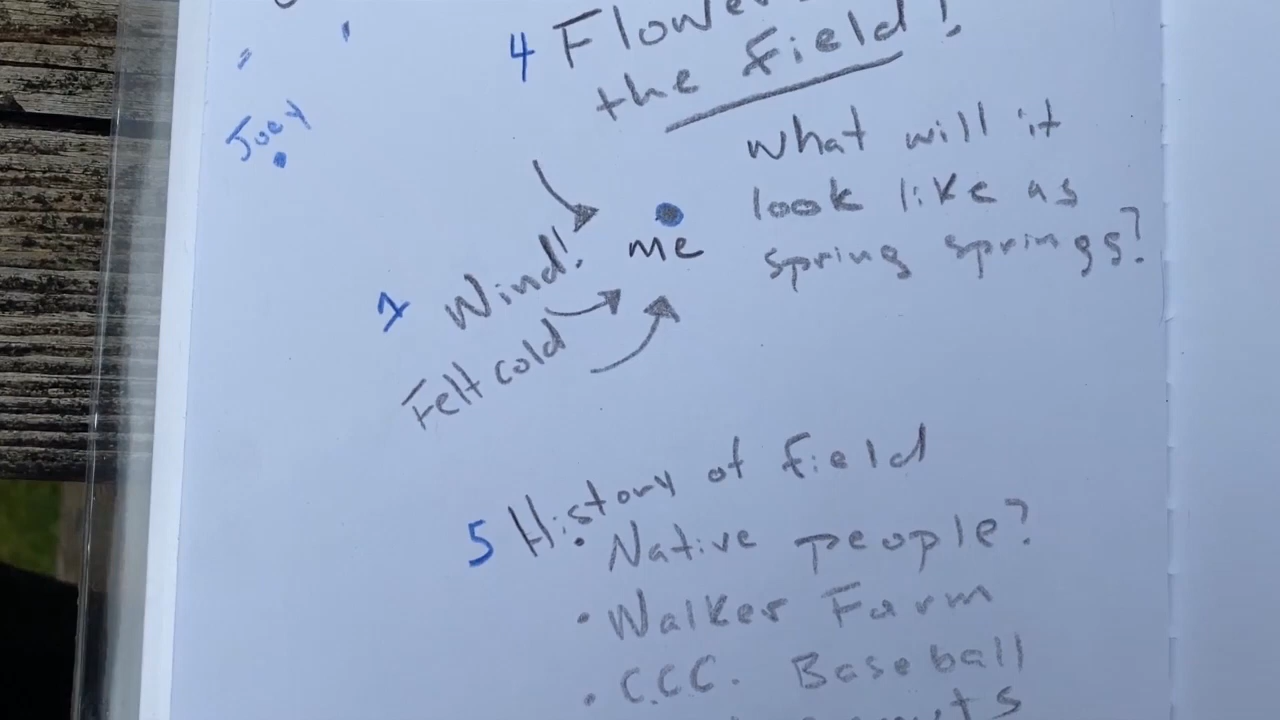 4 Flowe
the Field!
Joey
What will it
look like as
spring springs?
me
1 Wind!
Felt cold
5 History of field
• Native people?
• Walker Farm
• C.C.C. Baseball